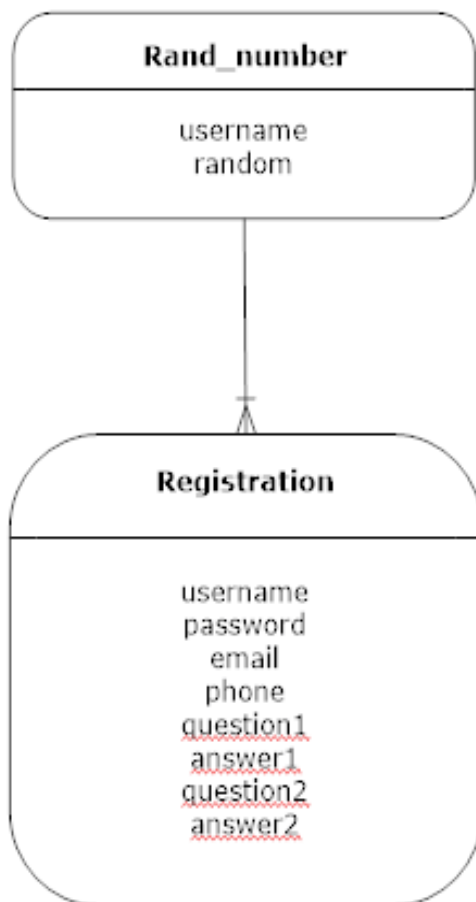 Rand_number
username
random
Registration
username
password
email
phone
question1
answer1
question2
answer2